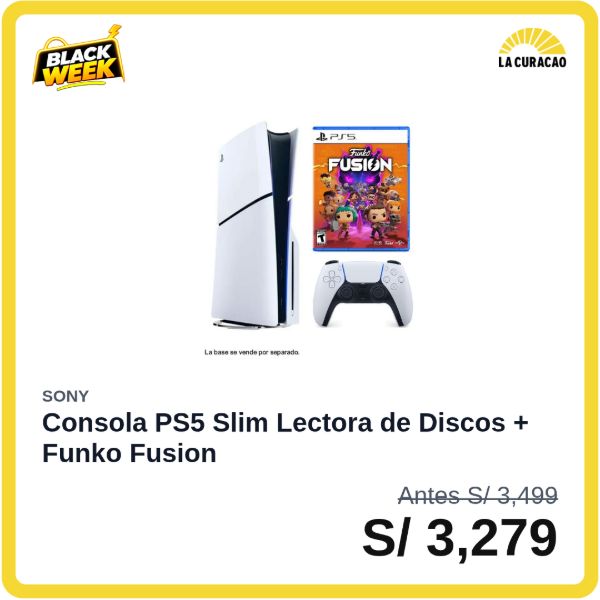 BLACK
WEEK
LA CURACAO
PS5
Funko
FUSION
T
La base se vende por separado.
SONY
Consola PS5 Slim Lectora de Discos +
Funko Fusion
Antes S/ 3,499
S/ 3,279